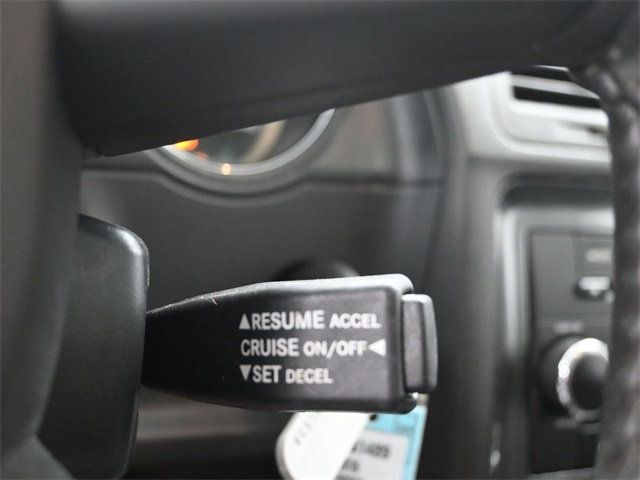 ▲RESUME ACCEL
CRUISE ON/OFF◀
▼SET DECEL